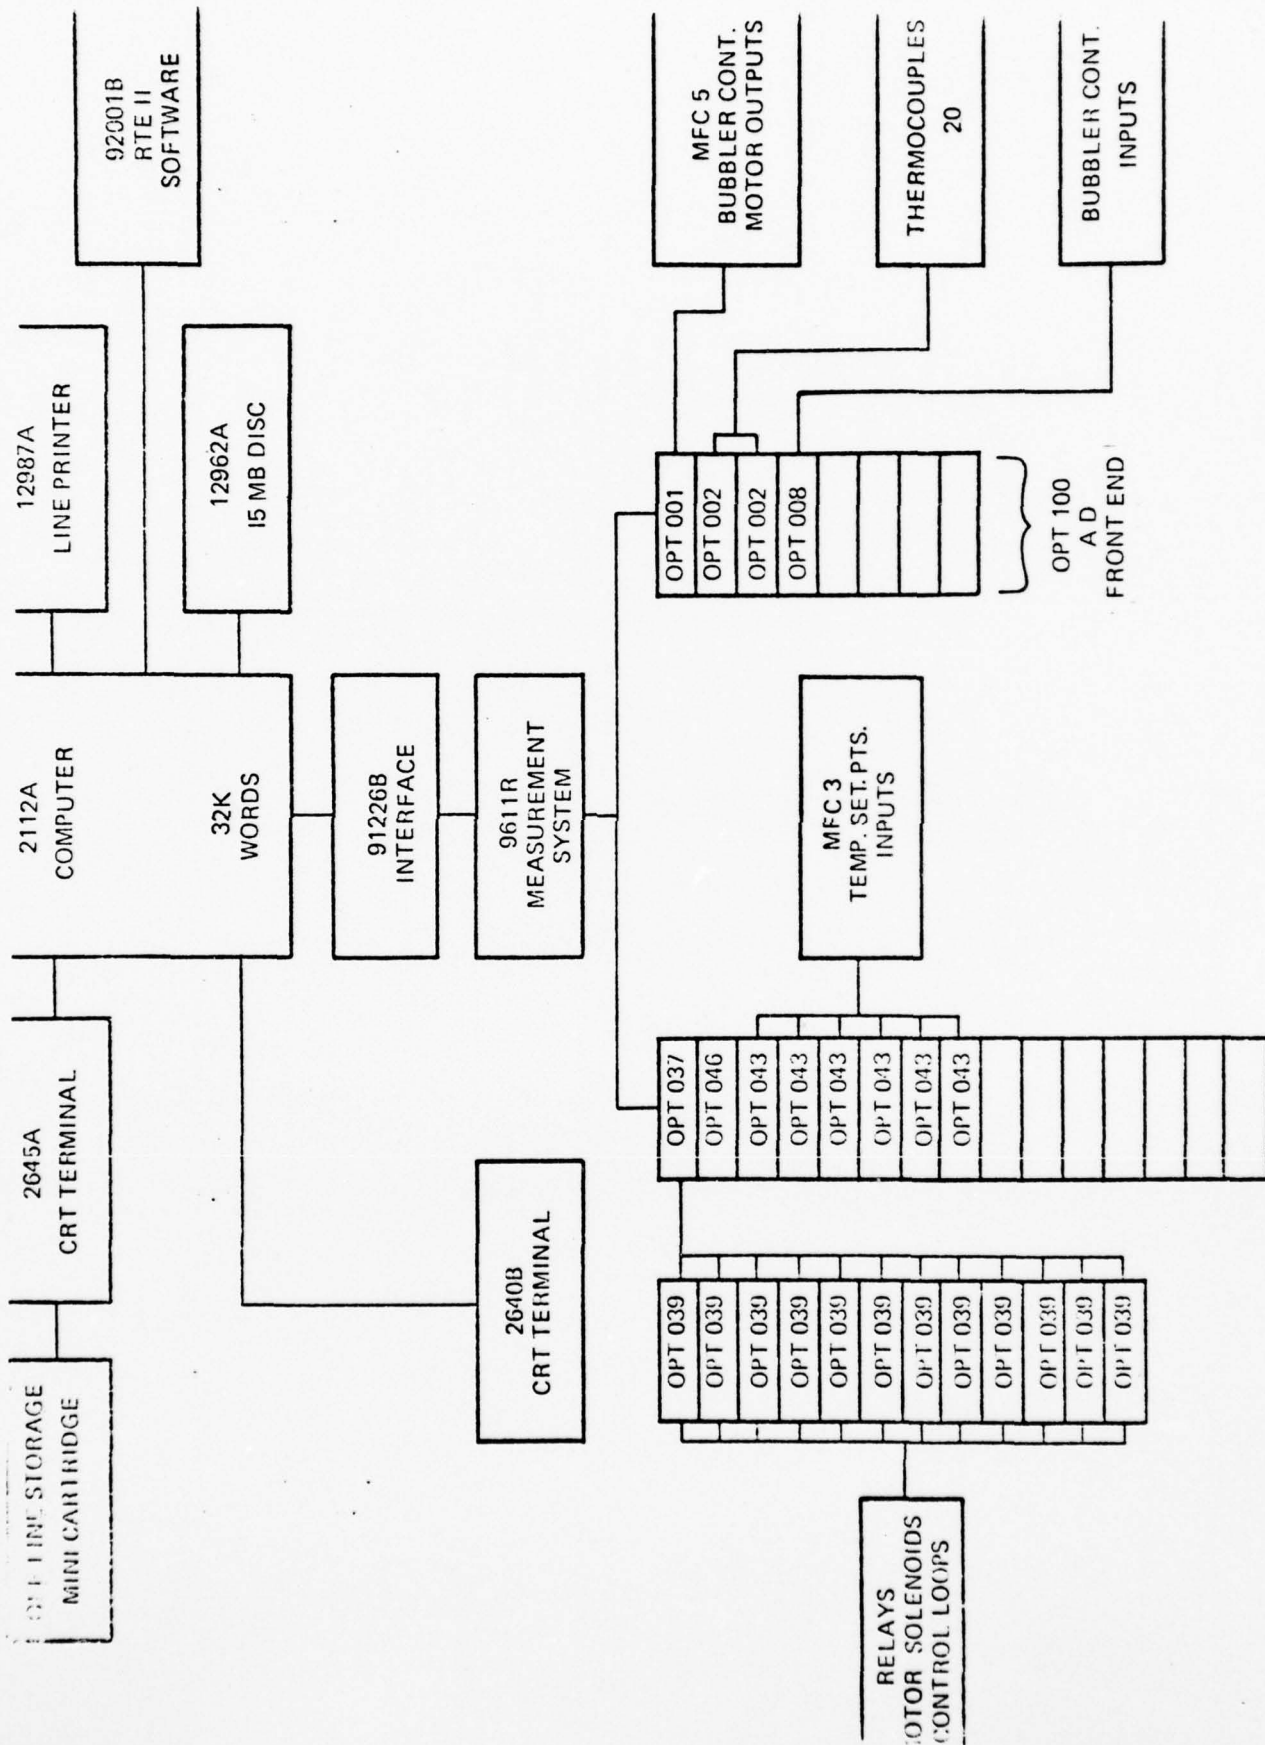 OFF LINE STORAGE
MINI CARTRIDGE
2645A
CRT TERMINAL
2112A
COMPUTER
32K
WORDS
12987A
LINE PRINTER
12962A
15 MB DISC
92001B
RTE II
SOFTWARE
91226B
INTERFACE
2640B
CRT TERMINAL
9611R
MEASUREMENT
SYSTEM
RELAYS
SOLENOIDS
CONTROL LOOPS
OPT 039
OPT 039
OPT 039
OPT 039
OPT 039
OPT 039
OPT 039
OPT 039
OPT 039
OPT 039
OPT 039
OPT 039
OPT 037
OPT 046
OPT 043
OPT 043
OPT 043
OPT 043
OPT 043
OPT 043
MFC 3
TEMP. SET. PTS.
INPUTS
OPT 001
OPT 002
OPT 002
OPT 008
OPT 100
A D
FRONT END
MFC 5
BUBBLER CONT.
MOTOR OUTPUTS
THERMOCOUPLES
20
BUBBLER CONT.
INPUTS